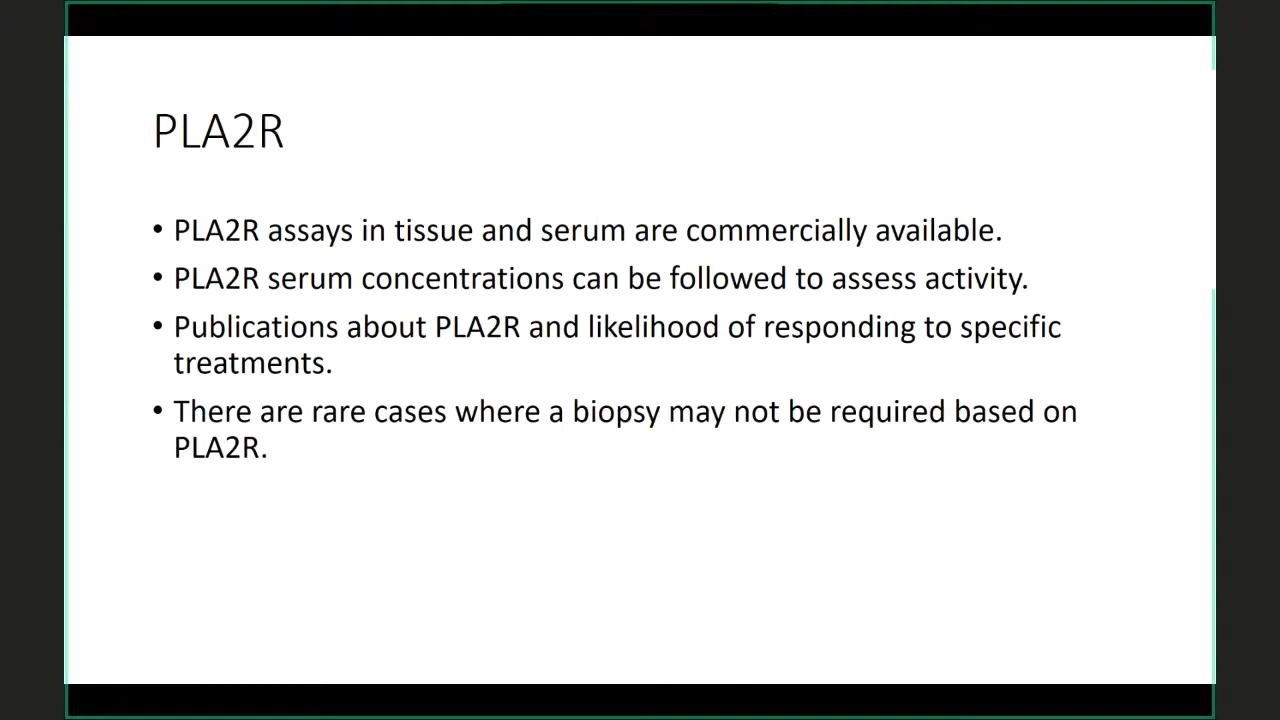 PLA2R
• PLA2R assays in tissue and serum are commercially available.
• PLA2R serum concentrations can be followed to assess activity.
• Publications about PLA2R and likelihood of responding to specific
treatments.
• There are rare cases where a biopsy may not be required based on
PLA2R.